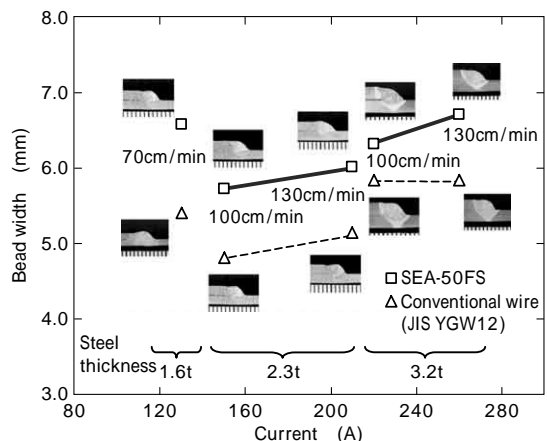 Bead width (mm)
8.0
7.0
6.0
5.0
4.0
3.0
70cm/min
100cm/min
130cm/min
100cm/min
130cm/min
SEA-50FS
Conventional wire
(JIS YGW12)
Steel
thickness
1.6t
2.3t
3.2t
80
120
160
200
240
280
Current (A)